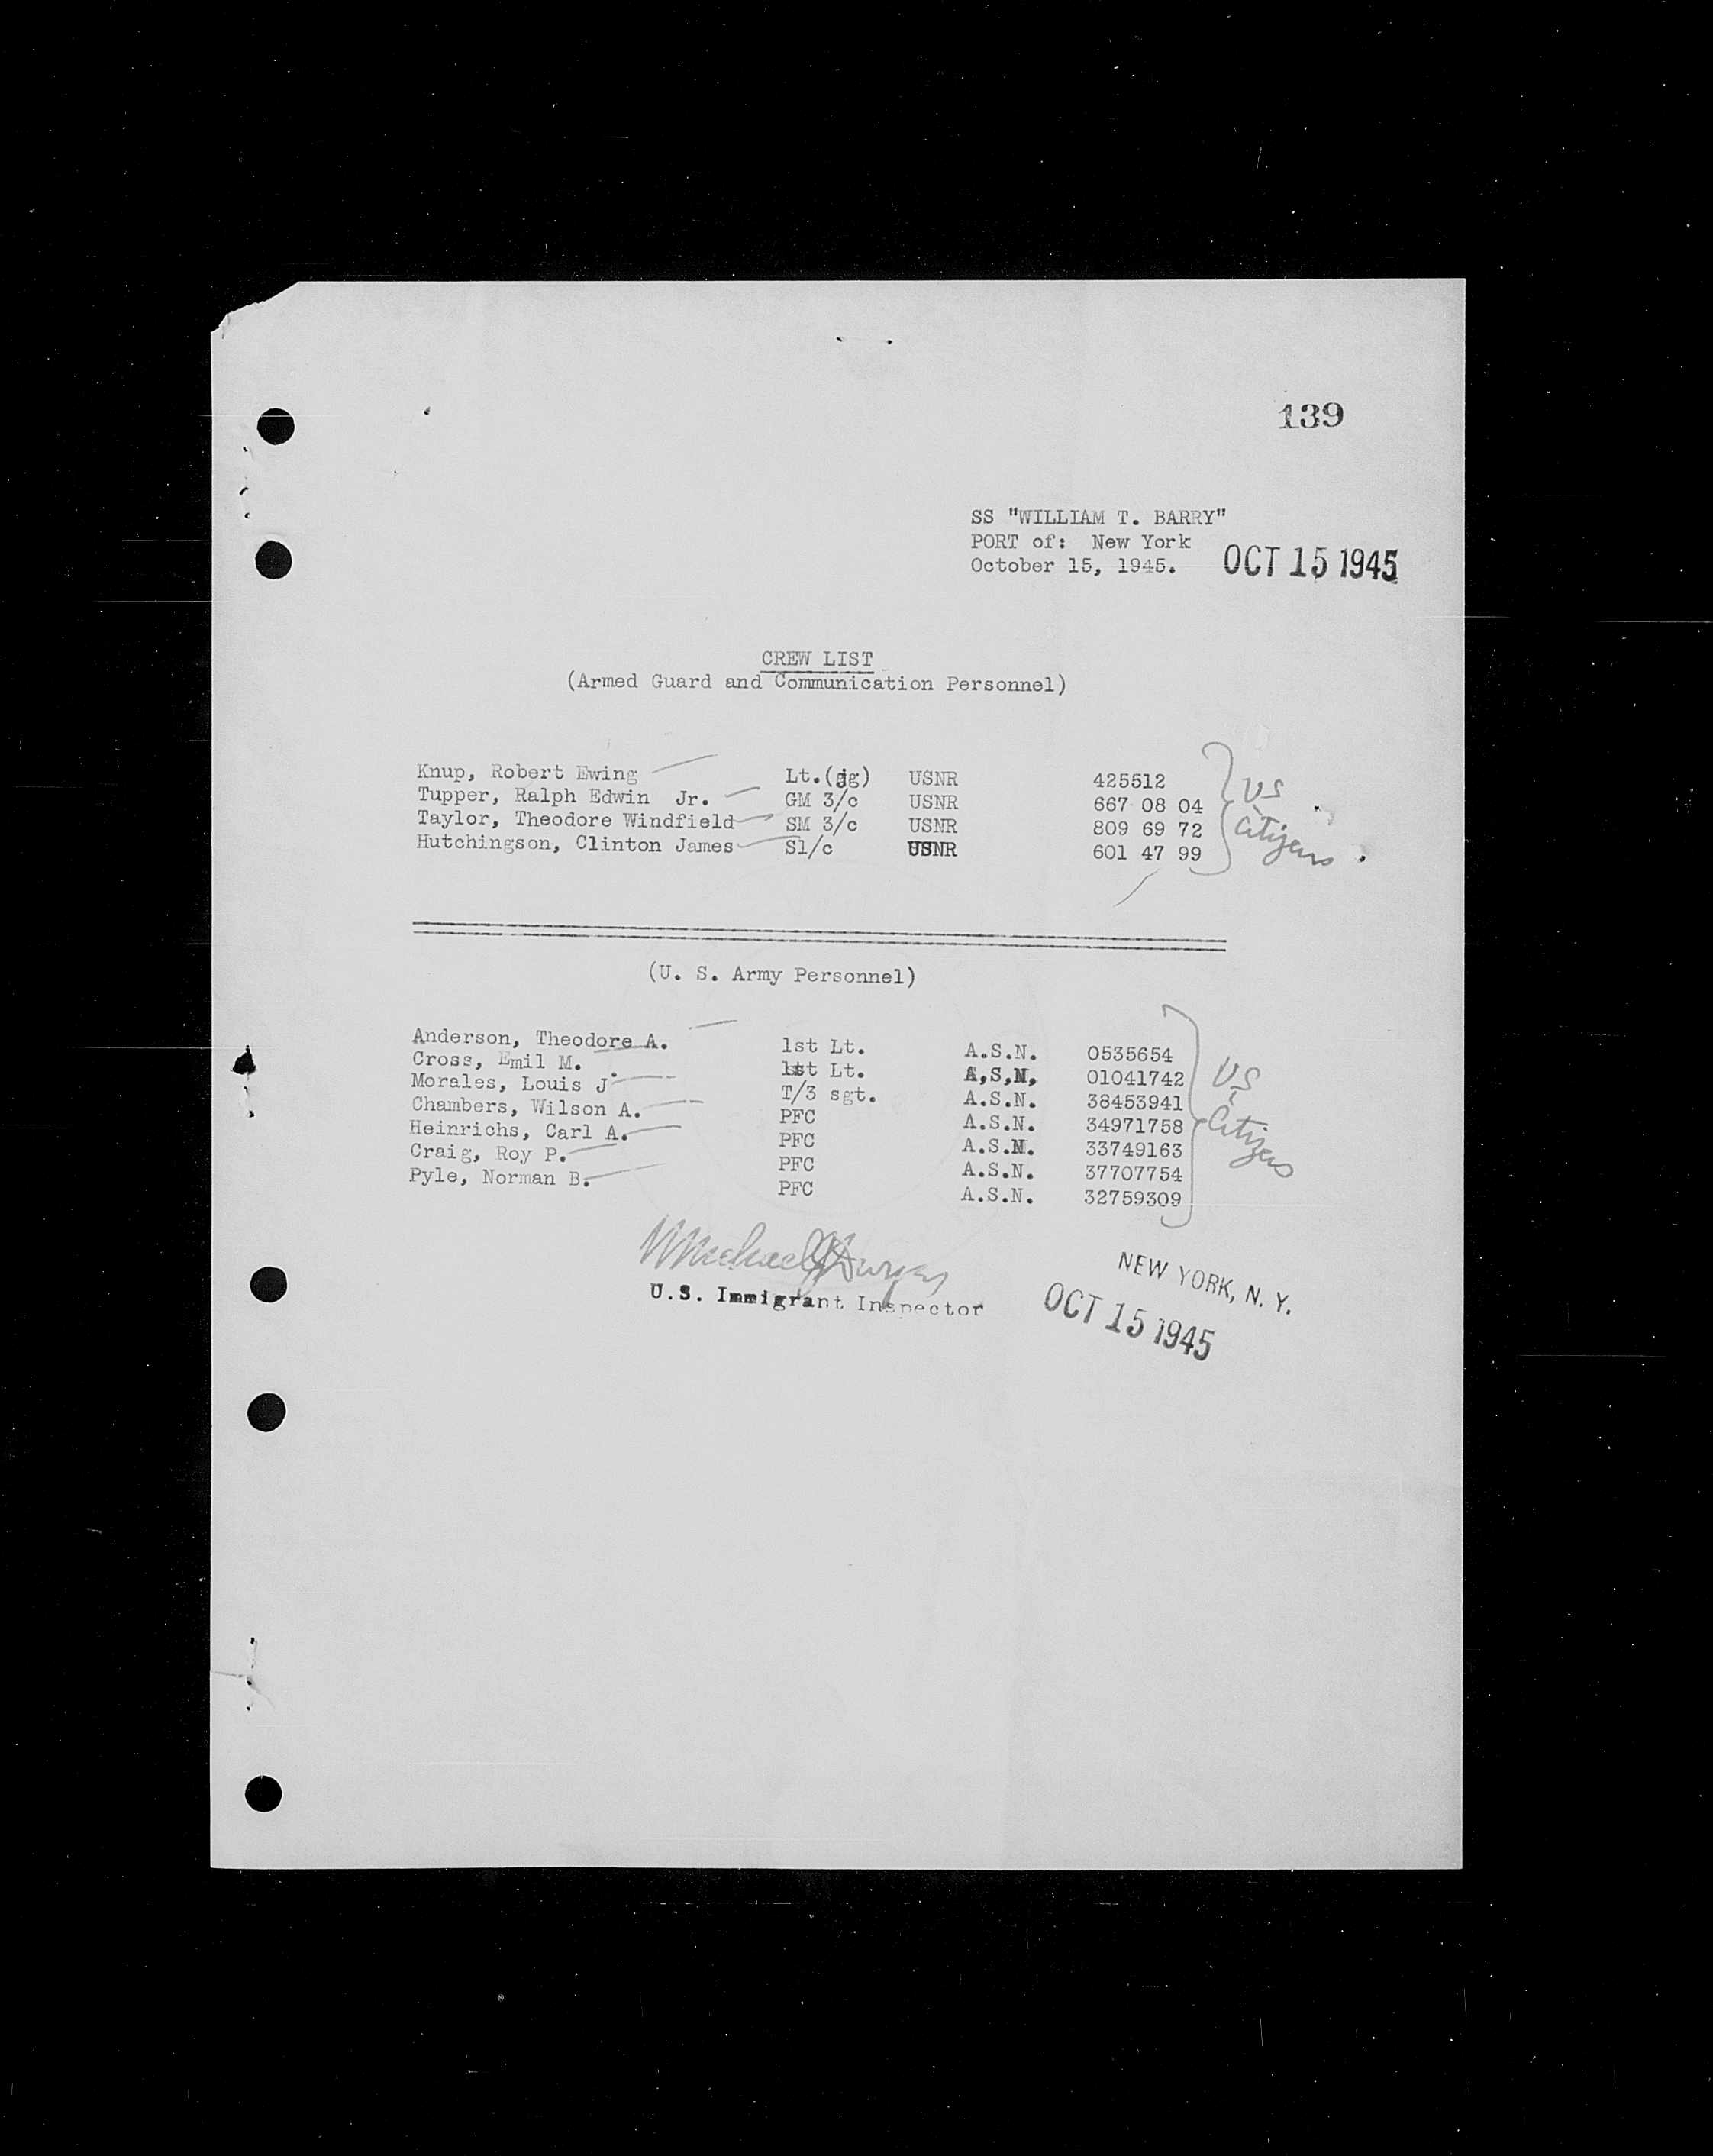 139
SS "WILLIAM T. BARRY"
PORT of: New York
October 15, 1945. OCT 15 1945
CREW LIST
(Armed Guard and Communication Personnel)
Knup, Robert Ewing Lt.(jg) USNR 425512
Tupper, Ralph Edwin Jr. GM 3/c USNR 667 08 04
Taylor, Theodore Windfield SM 3/c USNR 809 69 72
Hutchingson, Clinton James S1/c USNR 601 47 99
US
Citizens
(U. S. Army Personnel)
Anderson, Theodore A. 1st Lt. A.S.N. 0535654
Cross, Emil M. 1st Lt. A,S,N, 01041742
Morales, Louis J. T/3 sgt. A.S.N. 38453941
Chambers, Wilson A. PFC A.S.N. 34971758
Heinrichs, Carl A. PFC A.S.N. 33749163
Craig, Roy P. PFC A.S.N. 37707754
Pyle, Norman B. PFC A.S.N. 32759309
US
Citizens
Michael
U.S. Immigrant Inspector
NEW YORK, N. Y.
OCT 15 1945